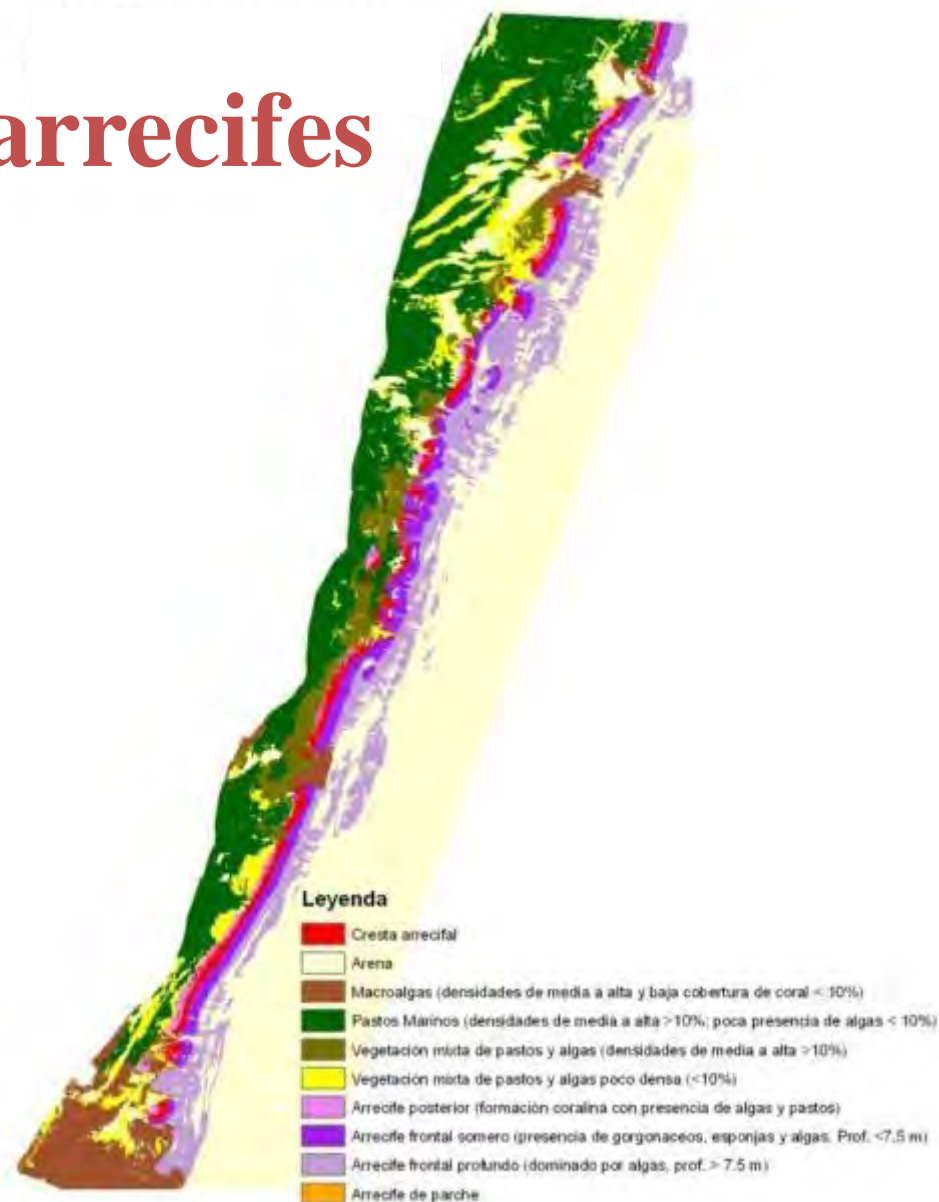 arrecifes
Leyenda
Cresta arrecifal
Arena
Macroalgas (densidades de media a alta y baja cobertura de coral < 10%)
Pastos Marinos (densidades de media a alta >10%; poca presencia de algas < 10%)
Vegetación mixta de pastos y algas (densidades de media a alta >10%)
Vegetación mixta de pastos y algas poco densa (<10%)
Arrecife posterior (formación coralina con presencia de algas y pastos)
Arrecife frontal somero (presencia de gorgonaceos, esponjas y algas. Prof. <7.5 m)
Arrecife frontal profundo (dominado por algas, prof. > 7.5 m)
Arrecife de parche